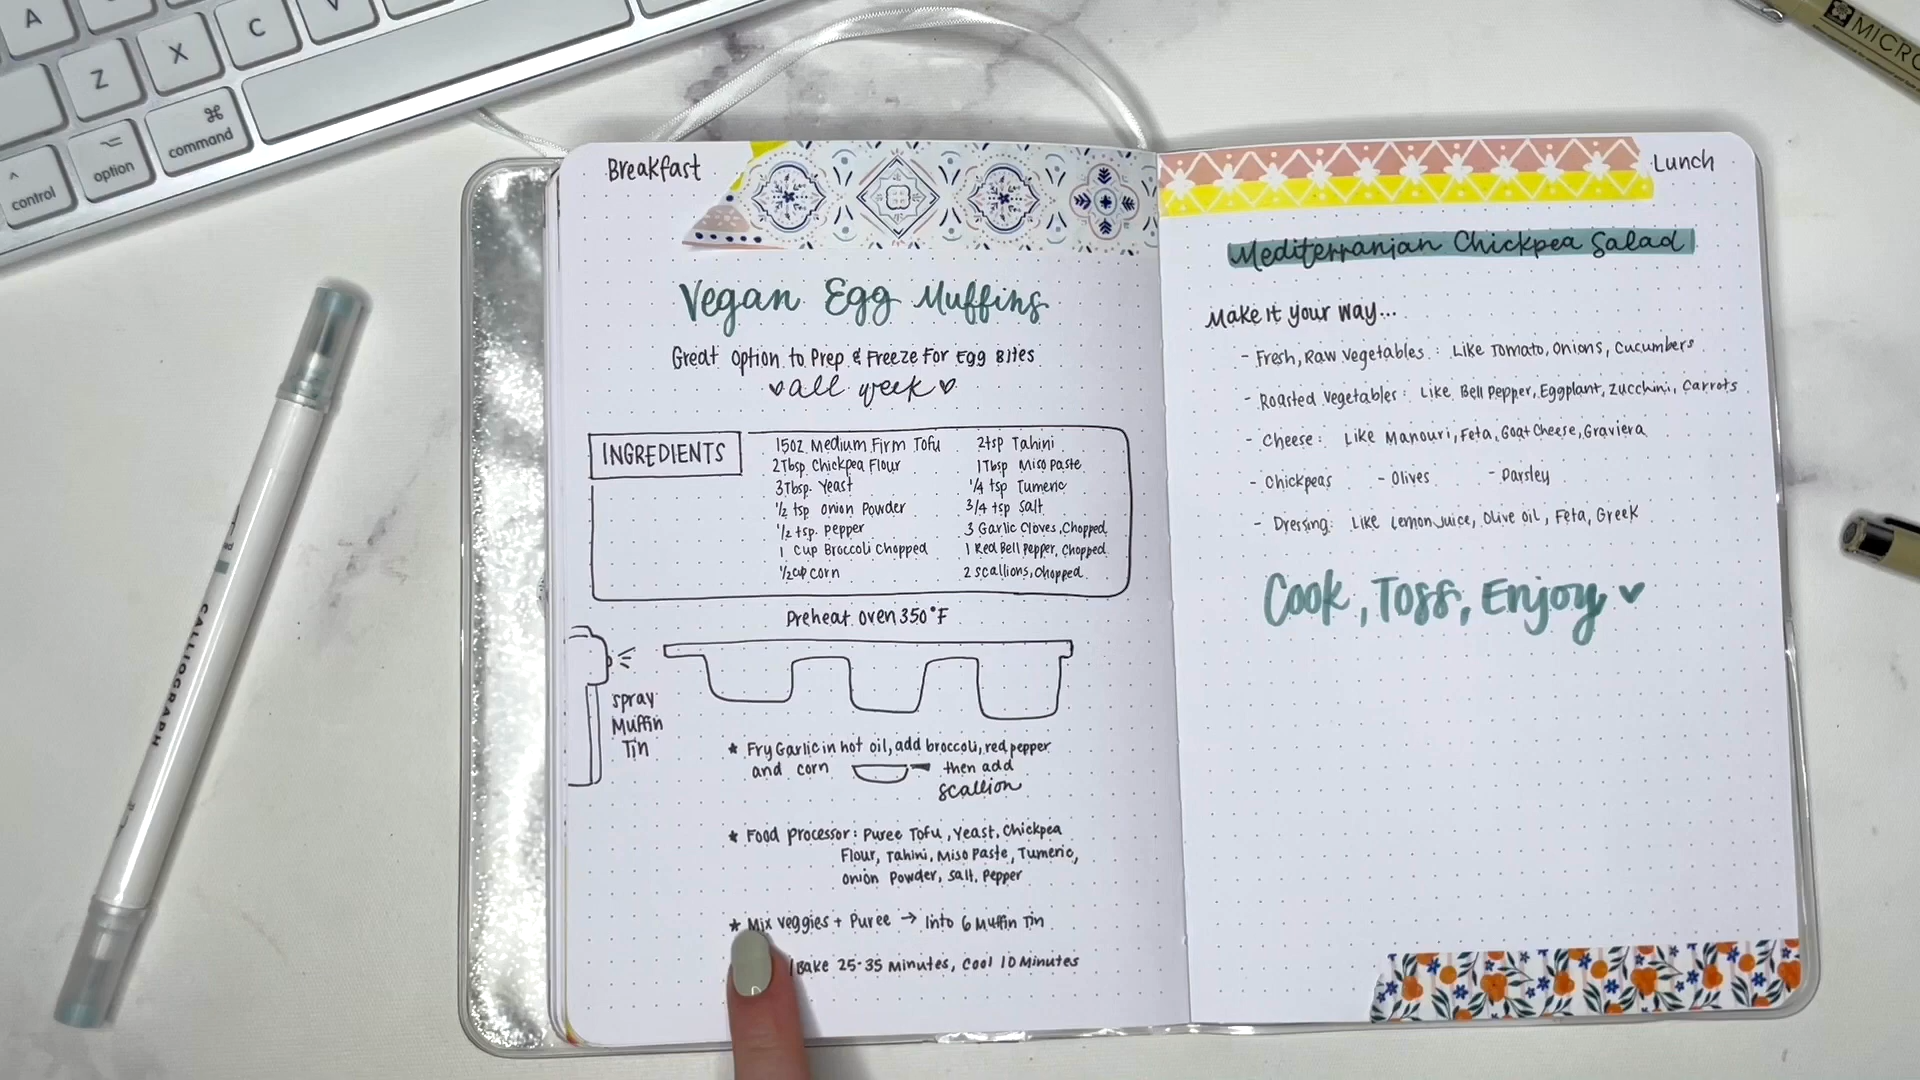 A
Z
X
C
V
control
option
command
MICRO
CALLIOGRAPH
Breakfast
Vegan Egg Muffins
Great Option to Prep & Freeze For Egg Bites
all week
INGREDIENTS
15oz Medium Firm Tofu
2Tbsp Chickpea Flour
3Tbsp. Yeast
1/2 tsp onion Powder
1/2 tsp. pepper
1 Cup Broccoli Chopped
1/2 cup corn
2tsp Tahini
1Tbsp Miso Paste
1/4 tsp Tumeric
3/4 tsp Salt
3 Garlic Cloves, Chopped
1 Red Bell Pepper, Chopped
2 scallions, Chopped
Preheat oven 350°F
spray
Muffin
Tin
★ Fry Garlic in hot oil, add broccoli, red pepper
and corn then add
scallion
★ Food Processor: Puree Tofu, Yeast, Chickpea
Flour, Tahini, Miso Paste, Tumeric,
onion Powder, Salt, Pepper
★ Mix veggies + Puree → Into 6 Muffin Tin
Bake 25-35 Minutes, Cool 10 Minutes
Lunch
Mediterranian Chickpea Salad
Make it your way...
- Fresh, Raw Vegetables: Like Tomato, Onions, Cucumbers
- Roasted Vegetables: Like Bell Pepper, Eggplant, Zucchini, Carrots
- Cheese: Like Manouri, Feta, Goat Cheese, Graviera
- Chickpeas - Olives - Parsley
- Dressing: Like Lemon Juice, Olive Oil, Feta, Greek
Cook, Toss, Enjoy